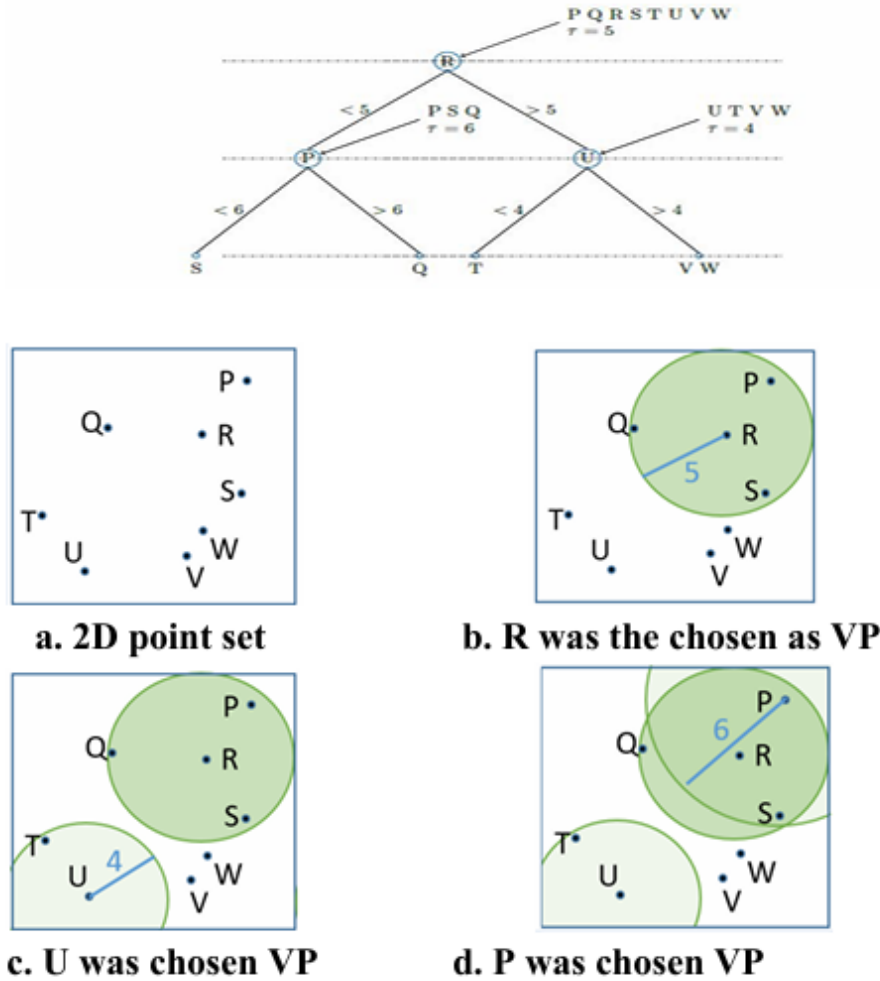 P Q R S T U V W
τ = 5
R
< 5
> 5
P S Q
τ = 6
U T V W
τ = 4
P
U
< 6
> 6
< 4
> 4
S
Q
T
V W
P
Q
R
S
T
U
W
V
a. 2D point set
P
Q
R
5
S
T
U
W
V
b. R was the chosen as VP
P
Q
R
S
T
4
U
W
V
c. U was chosen VP
P
6
Q
R
S
T
U
W
V
d. P was chosen VP